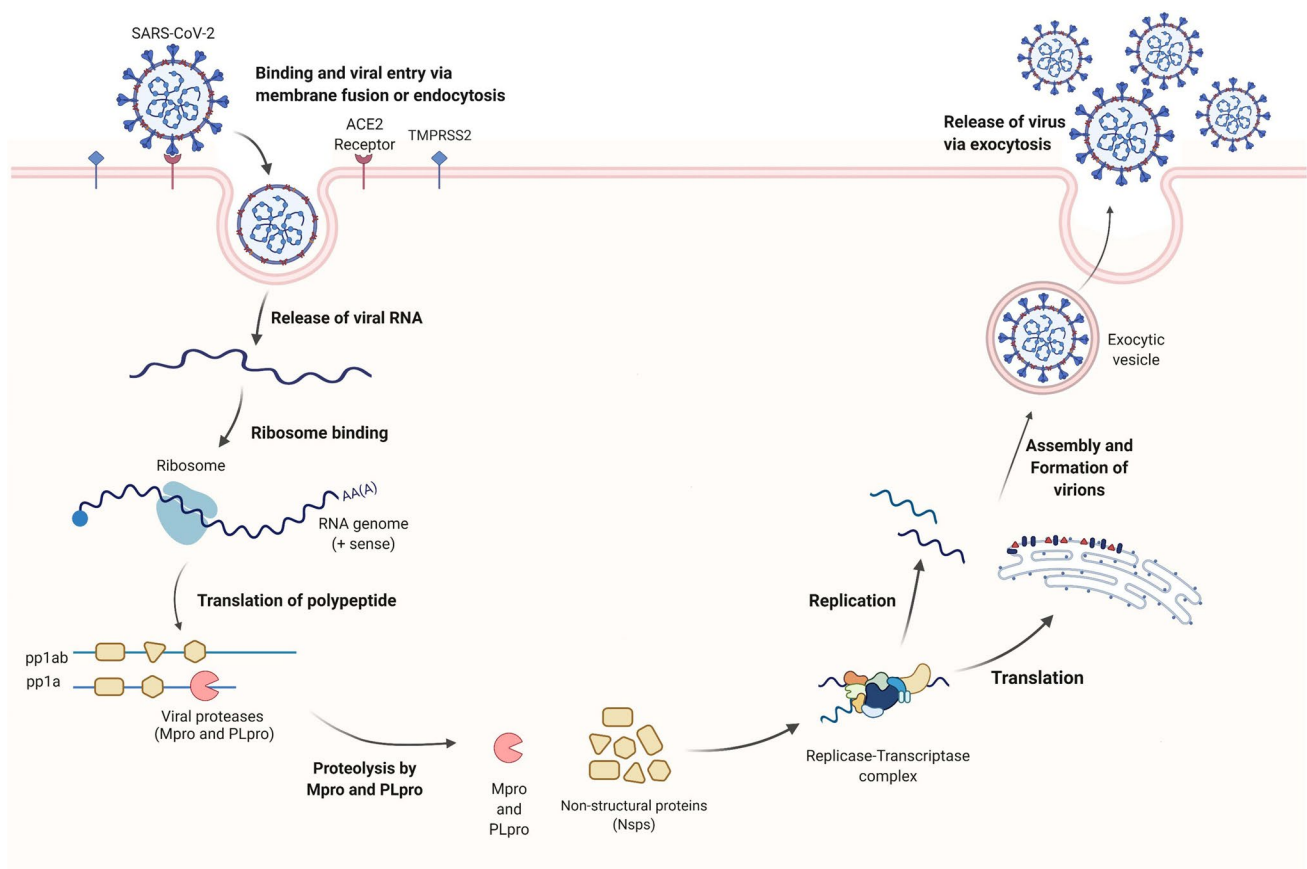 SARS-CoV-2
Binding and viral entry via
membrane fusion or endocytosis
ACE2
Receptor
TMPRSS2
Release of viral RNA
Ribosome binding
Ribosome
AA(A)
RNA genome
(+ sense)
Translation of polypeptide
pp1ab
pp1a
Viral proteases
(Mpro and PLpro)
Proteolysis by
Mpro and PLpro
Mpro
and
PLpro
Non-structural proteins
(Nsps)
Replicase-Transcriptase
complex
Replication
Translation
Assembly and
Formation of
virions
Exocytic
vesicle
Release of virus
via exocytosis